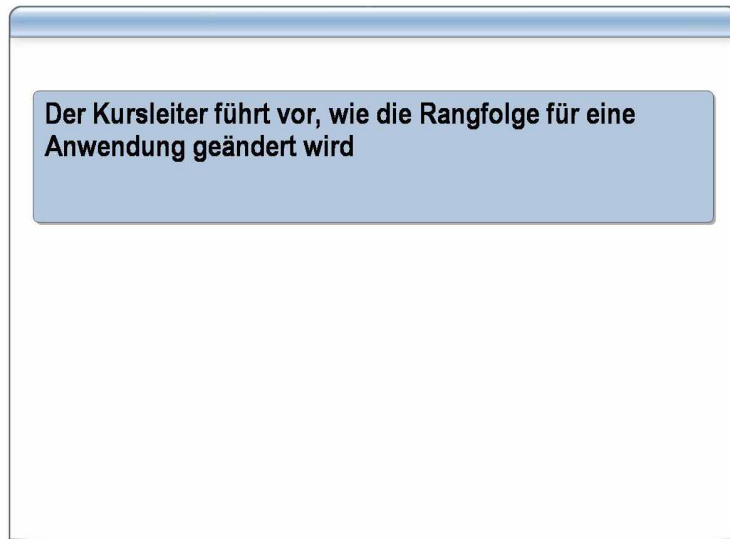 Der Kursleiter führt vor, wie die Rangfolge für eine
Anwendung geändert wird